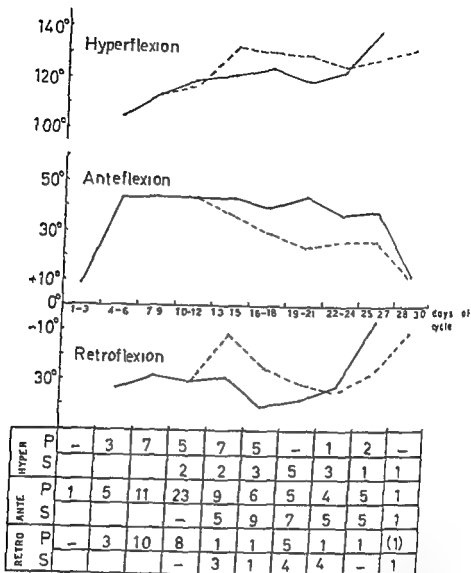 140°
Hyperflexion
120°
100°
Anteflexion
50°
30°
+10°
0°
1-3 4-6 7 9 10-12 13 15 16-18 19-21 22-24 25 27 28 30 days of
cycle
-10°
Retroflexion
30°
HYPER P - 3 7 5 7 5 - 1 2 -
S 2 2 3 5 3 1 1
ANTE P 1 5 11 23 9 6 5 4 5 1
S - 5 9 7 5 5 1
RETRO P - 3 10 8 1 1 5 1 1 (1)
S - 3 1 4 4 - 1